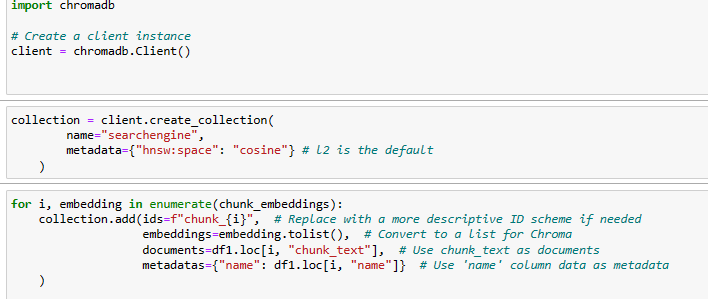 import chromadb
# Create a client instance
client = chromadb.Client()
collection = client.create_collection(
name="searchengine",
metadata={"hnsw:space": "cosine"} # l2 is the default
)
for i, embedding in enumerate(chunk_embeddings):
collection.add(ids=f"chunk_{i}", # Replace with a more descriptive ID scheme if needed
embeddings=embedding.tolist(), # Convert to a list for Chroma
documents=df1.loc[i, "chunk_text"], # Use chunk_text as documents
metadatas={"name": df1.loc[i, "name"]} # Use 'name' column data as metadata
)